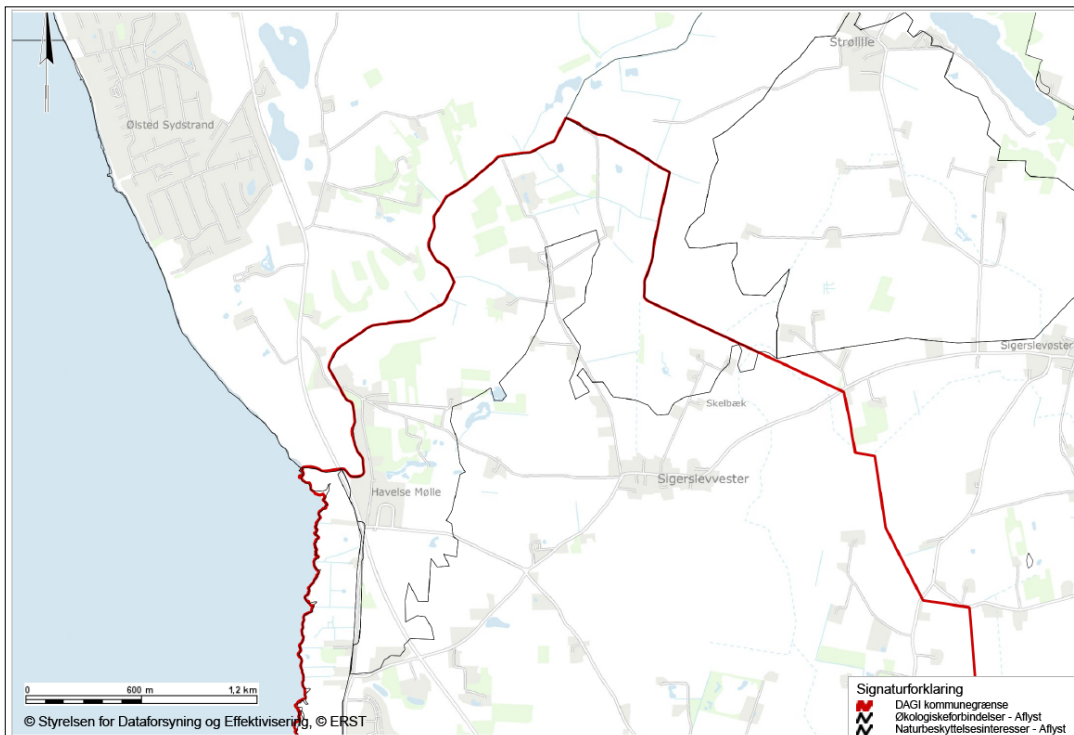 Strølille
Ølsted Sydstrand
Sigerslevøster
Skelbæk
Sigerslevvester
Havelse Mølle
0 600 m 1,2 km
© Styrelsen for Dataforsyning og Effektivisering, © ERST
Signaturforklaring
DAGI kommunegrænse
Økologiskeforbindelser - Aflyst
Naturbeskyttelsesinteresser - Aflyst